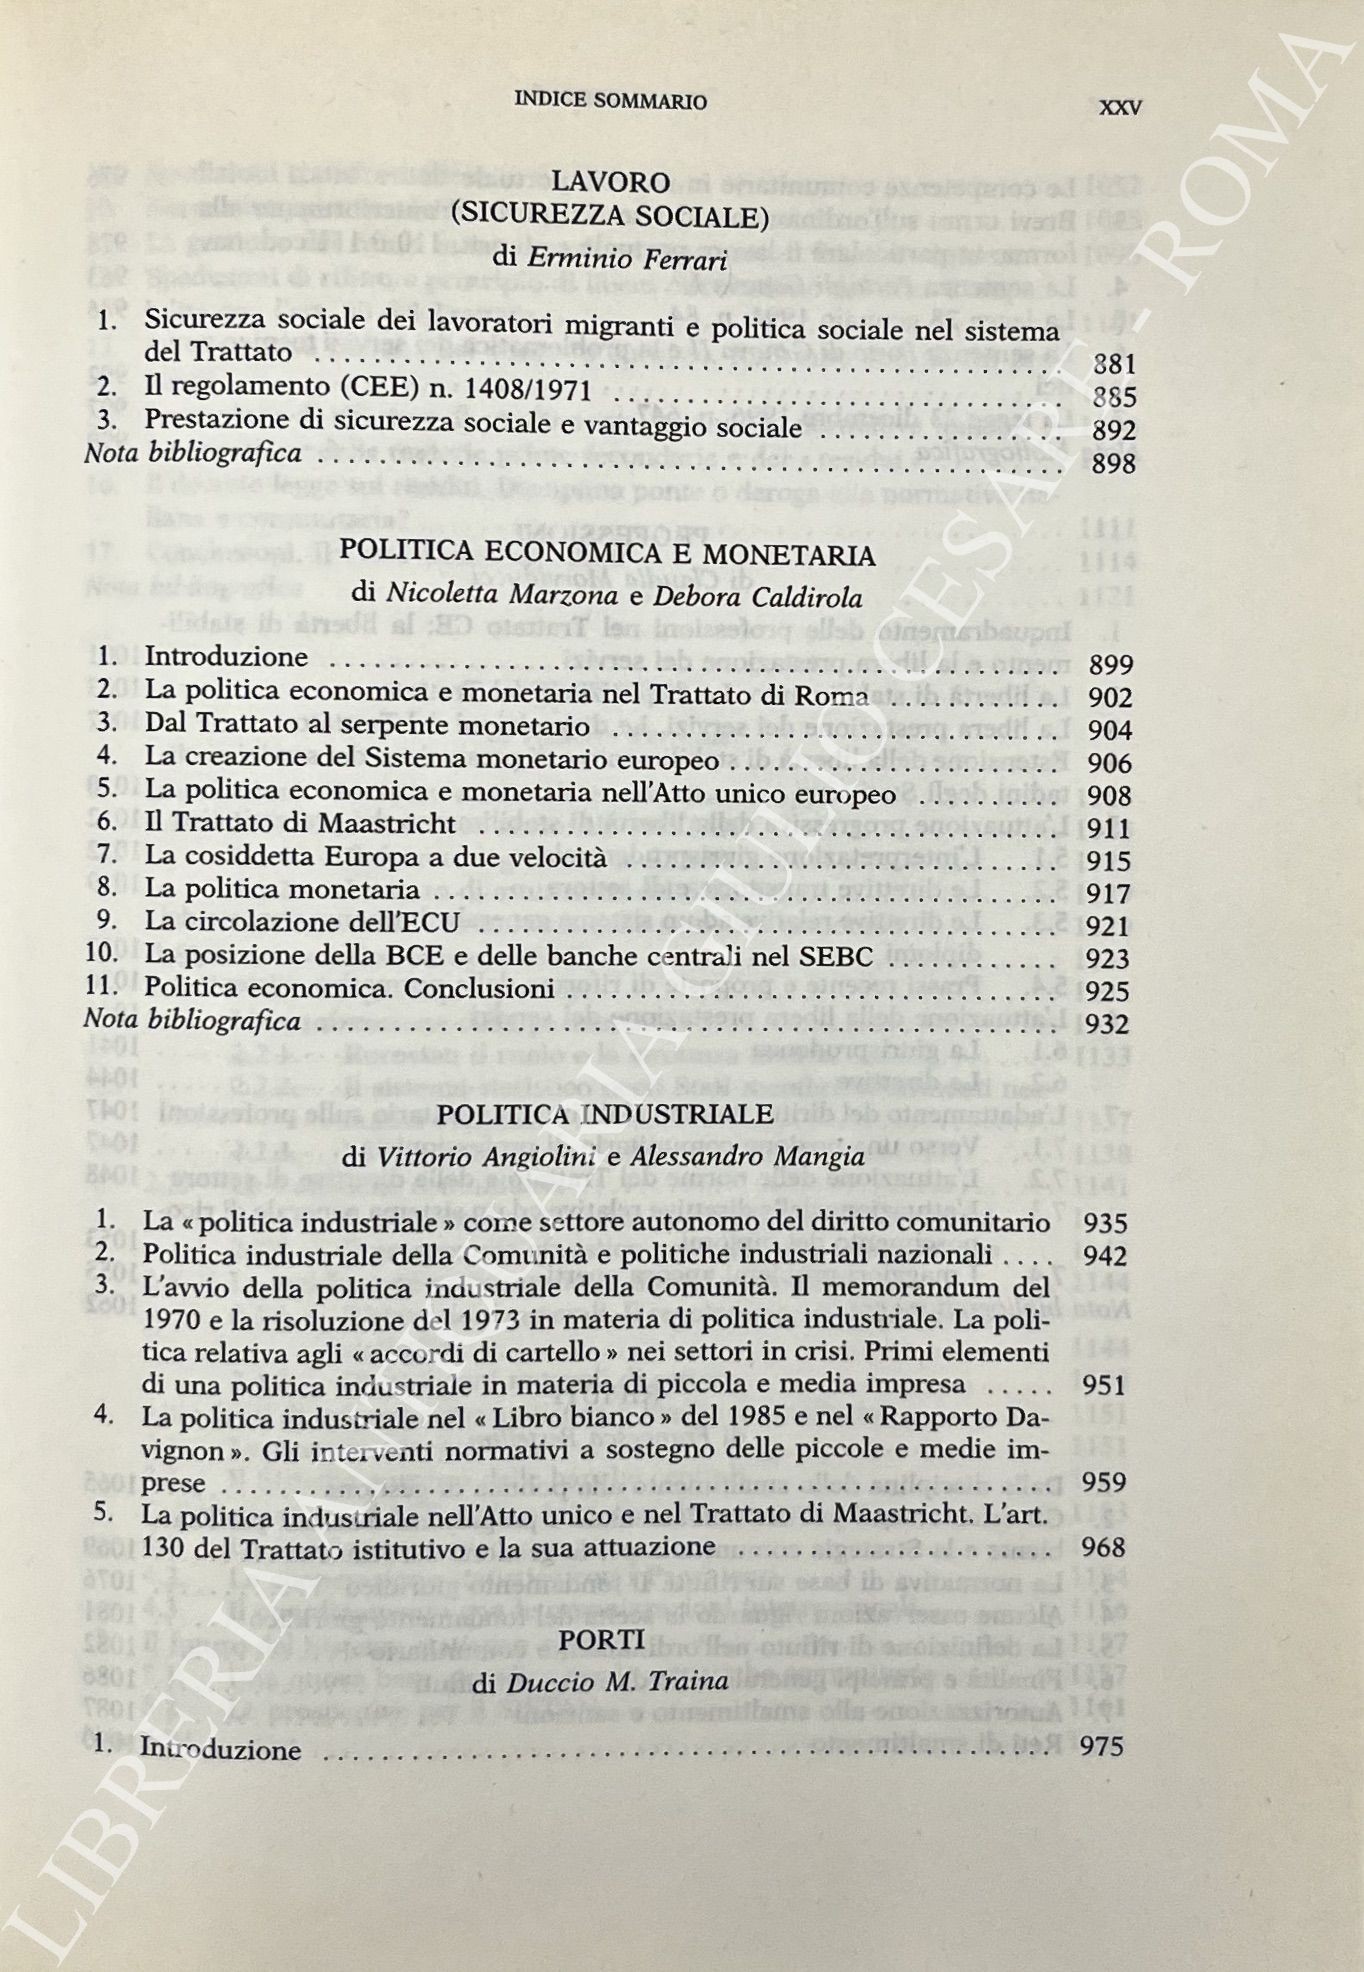 INDICE SOMMARIO XXV
LAVORO
(SICUREZZA SOCIALE)
di Erminio Ferrari
1. Sicurezza sociale dei lavoratori migranti e politica sociale nel sistema
del Trattato ........ 881
2. Il regolamento (CEE) n. 1408/1971 ........ 885
3. Prestazione di sicurezza sociale e vantaggio sociale ........ 892
Nota bibliografica ........ 898
POLITICA ECONOMICA E MONETARIA
di Nicoletta Marzona e Debora Caldirola
1. Introduzione ........ 899
2. La politica economica e monetaria nel Trattato di Roma ........ 902
3. Dal Trattato al serpente monetario ........ 904
4. La creazione del Sistema monetario europeo ........ 906
5. La politica economica e monetaria nell'Atto unico europeo ........ 908
6. Il Trattato di Maastricht ........ 911
7. La cosiddetta Europa a due velocità ........ 915
8. La politica monetaria ........ 917
9. La circolazione dell'ECU ........ 921
10. La posizione della BCE e delle banche centrali nel SEBC ........ 923
11. Politica economica. Conclusioni ........ 925
Nota bibliografica ........ 932
POLITICA INDUSTRIALE
di Vittorio Angiolini e Alessandro Mangia
1. La « politica industriale » come settore autonomo del diritto comunitario 935
2. Politica industriale della Comunità e politiche industriali nazionali .... 942
3. L'avvio della politica industriale della Comunità. Il memorandum del
1970 e la risoluzione del 1973 in materia di politica industriale. La poli-
tica relativa agli « accordi di cartello » nei settori in crisi. Primi elementi
di una politica industriale in materia di piccola e media impresa ..... 951
4. La politica industriale nel « Libro bianco » del 1985 e nel « Rapporto Da-
vignon ». Gli interventi normativi a sostegno delle piccole e medie im-
prese ........ 959
5. La politica industriale nell'Atto unico e nel Trattato di Maastricht. L'art.
130 del Trattato istitutivo e la sua attuazione ........ 968
PORTI
di Duccio M. Traina
1. Introduzione ........ 975
LIBRERIA ANTIQUARIA GIULIO CESARE - ROMA